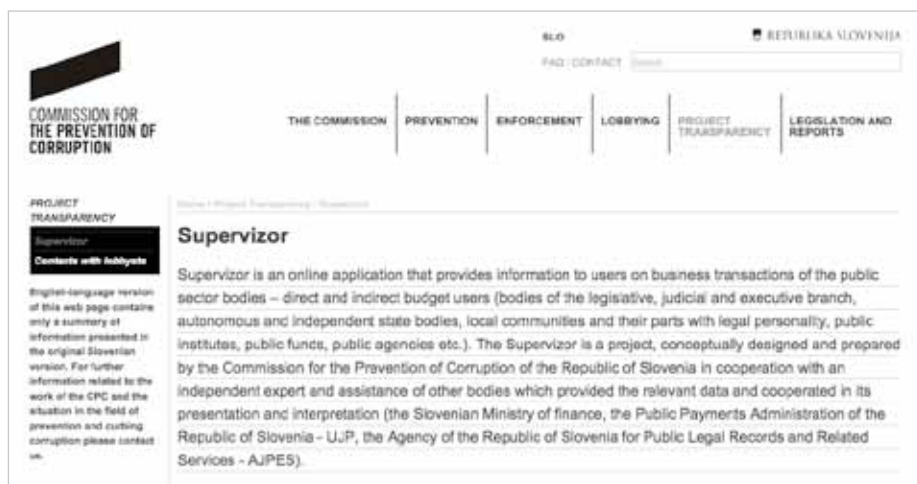 SLO
REPUBLIKA SLOVENIJA
FAQ / CONTACT
Search
COMMISSION FOR
THE PREVENTION OF
CORRUPTION
THE COMMISSION
PREVENTION
ENFORCEMENT
LOBBYING
PROJECT
TRANSPARENCY
LEGISLATION AND
REPORTS
PROJECT
TRANSPARENCY
Supervizor
Contacts with lobbyists
English-language version
of this web page contains
only a summary of
information presented in
the original Slovenian
version. For further
information related to the
work of the CPC and the
situation in the field of
prevention and curbing
corruption please contact
us.
Home / Project Transparency / Supervizor
Supervizor
Supervizor is an online application that provides information to users on business transactions of the public
sector bodies – direct and indirect budget users (bodies of the legislative, judicial and executive branch,
autonomous and independent state bodies, local communities and their parts with legal personality, public
institutes, public funds, public agencies etc.). The Supervizor is a project, conceptually designed and prepared
by the Commission for the Prevention of Corruption of the Republic of Slovenia in cooperation with an
independent expert and assistance of other bodies which provided the relevant data and cooperated in its
presentation and interpretation (the Slovenian Ministry of finance, the Public Payments Administration of the
Republic of Slovenia - UJP, the Agency of the Republic of Slovenia for Public Legal Records and Related
Services - AJPES).